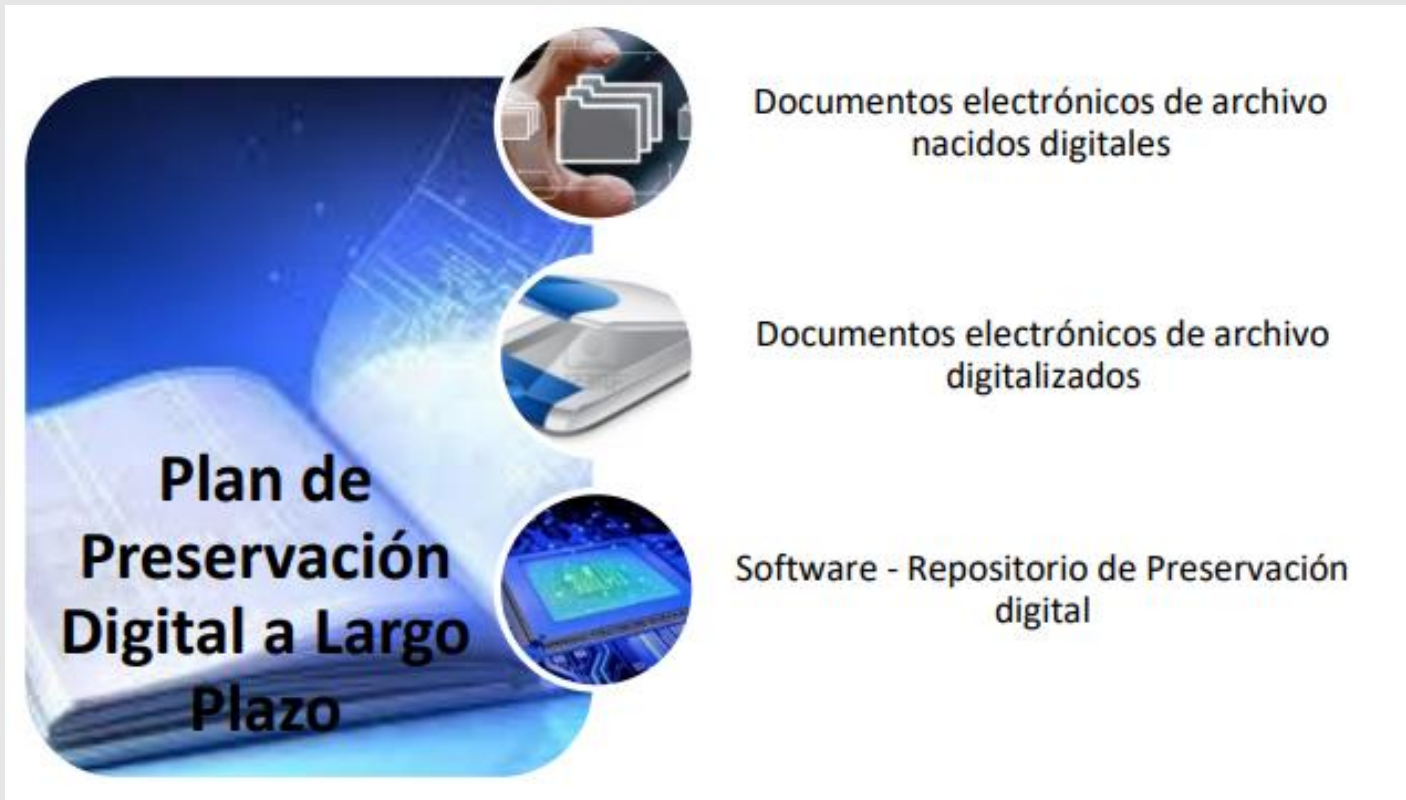 Plan de
Preservación
Digital a Largo
Plazo
Documentos electrónicos de archivo
nacidos digitales
Documentos electrónicos de archivo
digitalizados
Software - Repositorio de Preservación
digital